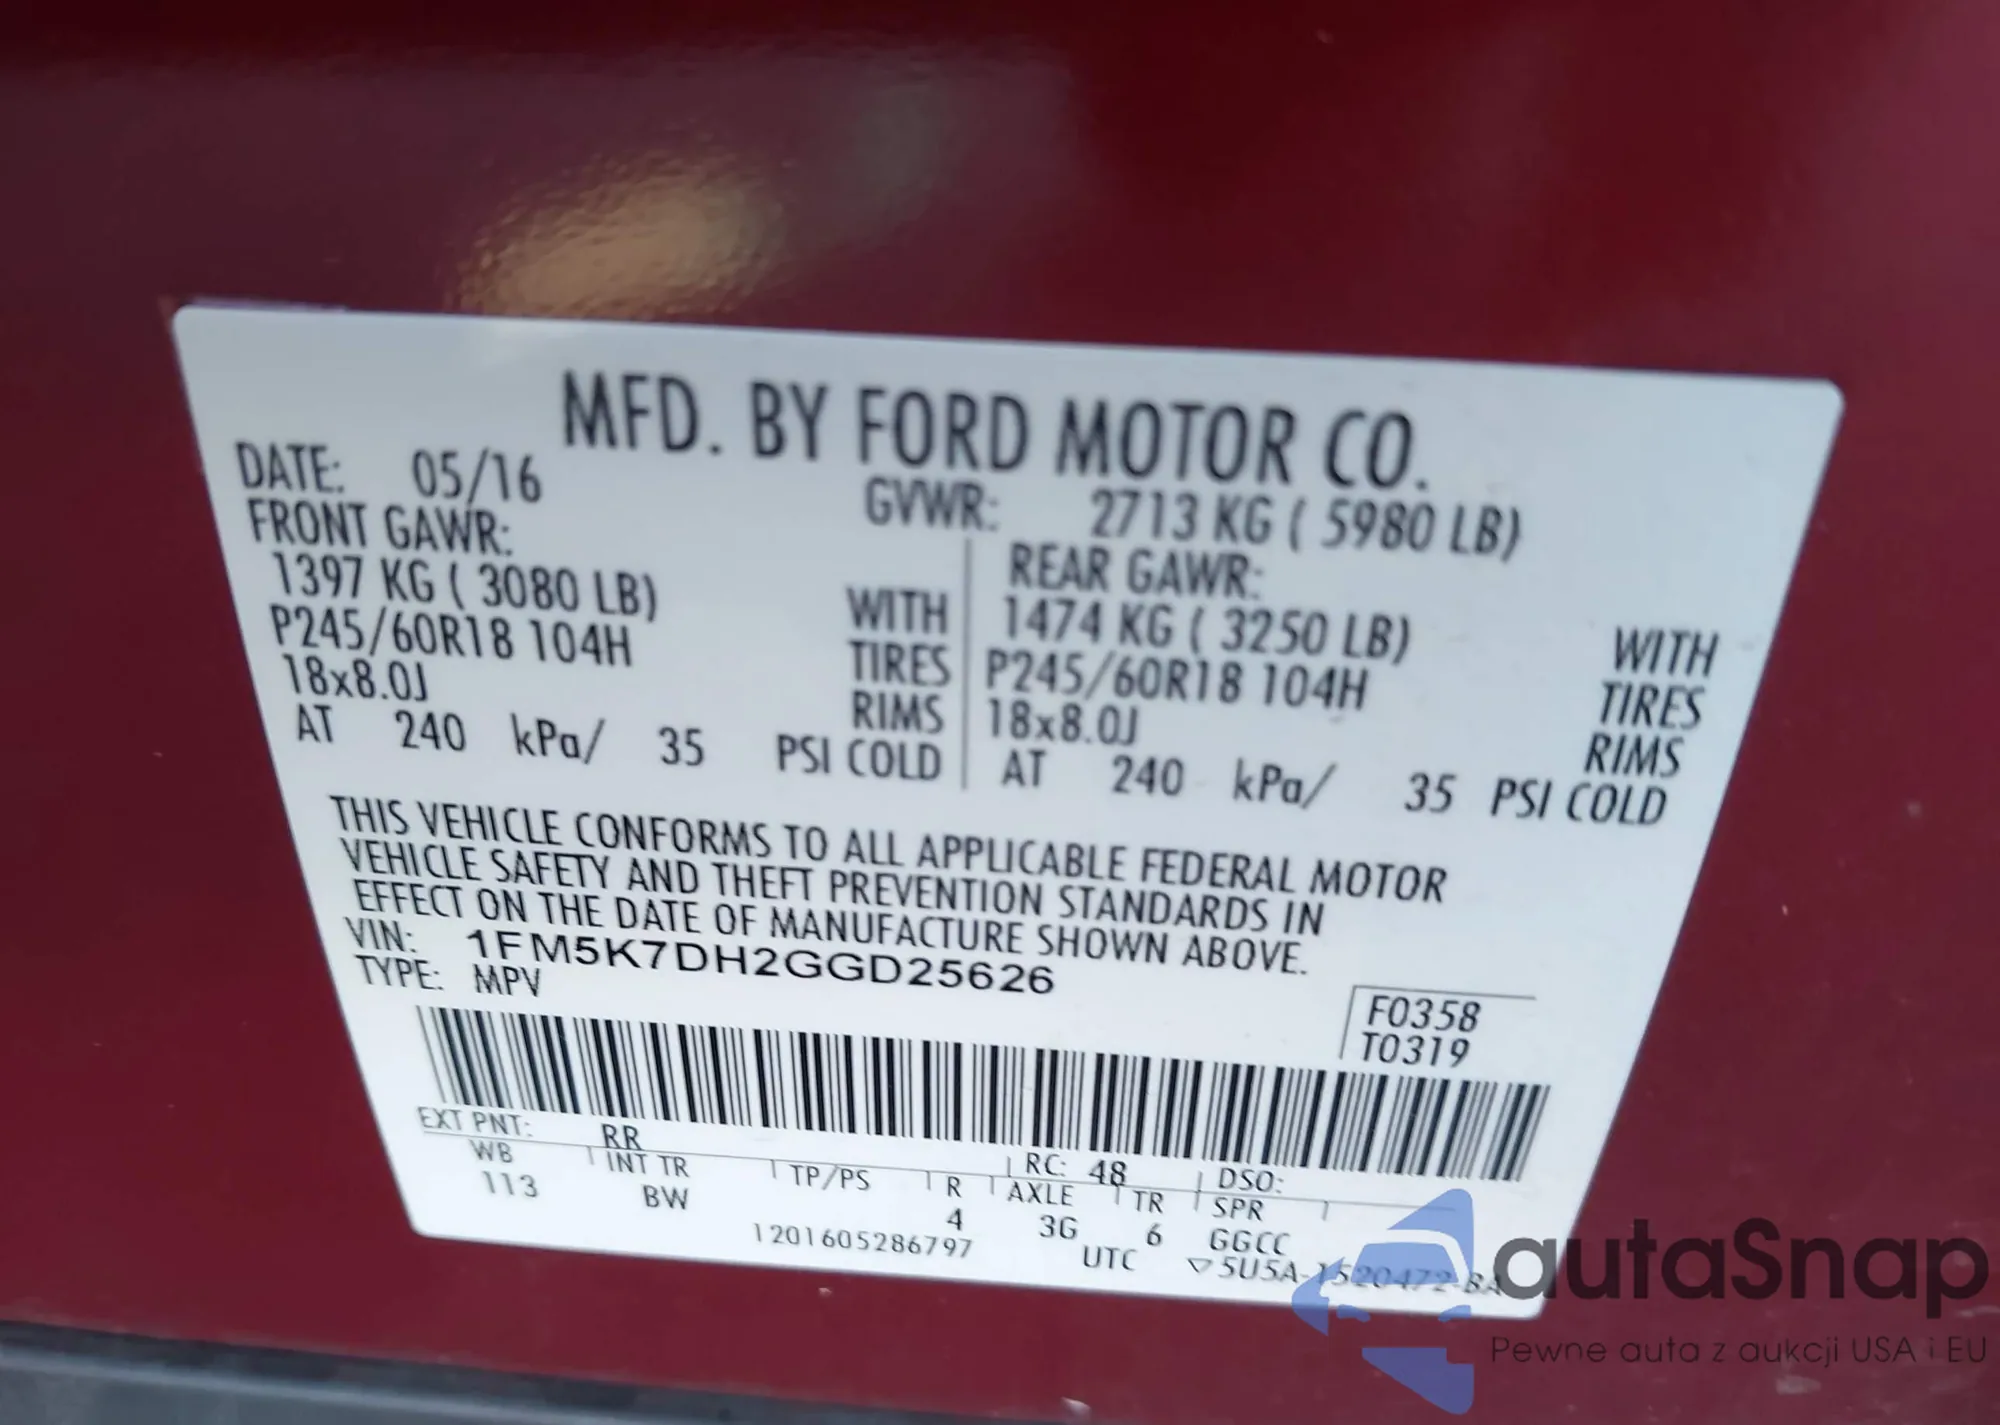 MFD. BY FORD MOTOR CO.
DATE: 05/16 GVWR: 2713 KG ( 5980 LB)
FRONT GAWR: REAR GAWR:
1397 KG ( 3080 LB) WITH 1474 KG ( 3250 LB) WITH
P245/60R18 104H TIRES P245/60R18 104H TIRES
18x8.0J RIMS 18x8.0J RIMS
AT 240 kPa/ 35 PSI COLD AT 240 kPa/ 35 PSI COLD
THIS VEHICLE CONFORMS TO ALL APPLICABLE FEDERAL MOTOR
VEHICLE SAFETY AND THEFT PREVENTION STANDARDS IN
EFFECT ON THE DATE OF MANUFACTURE SHOWN ABOVE.
VIN: 1FM5K7DH2GGD25626
TYPE: MPV
F0358
T0319
EXT PNT: RR RC: 48 DSO:
WB INT TR TP/PS R AXLE TR SPR
113 BW 4 3G 6 GGCC
1201605286797 UTC ▽5U5A-1520472-BA
autaSnap
Pewne auta z aukcji USA i EU